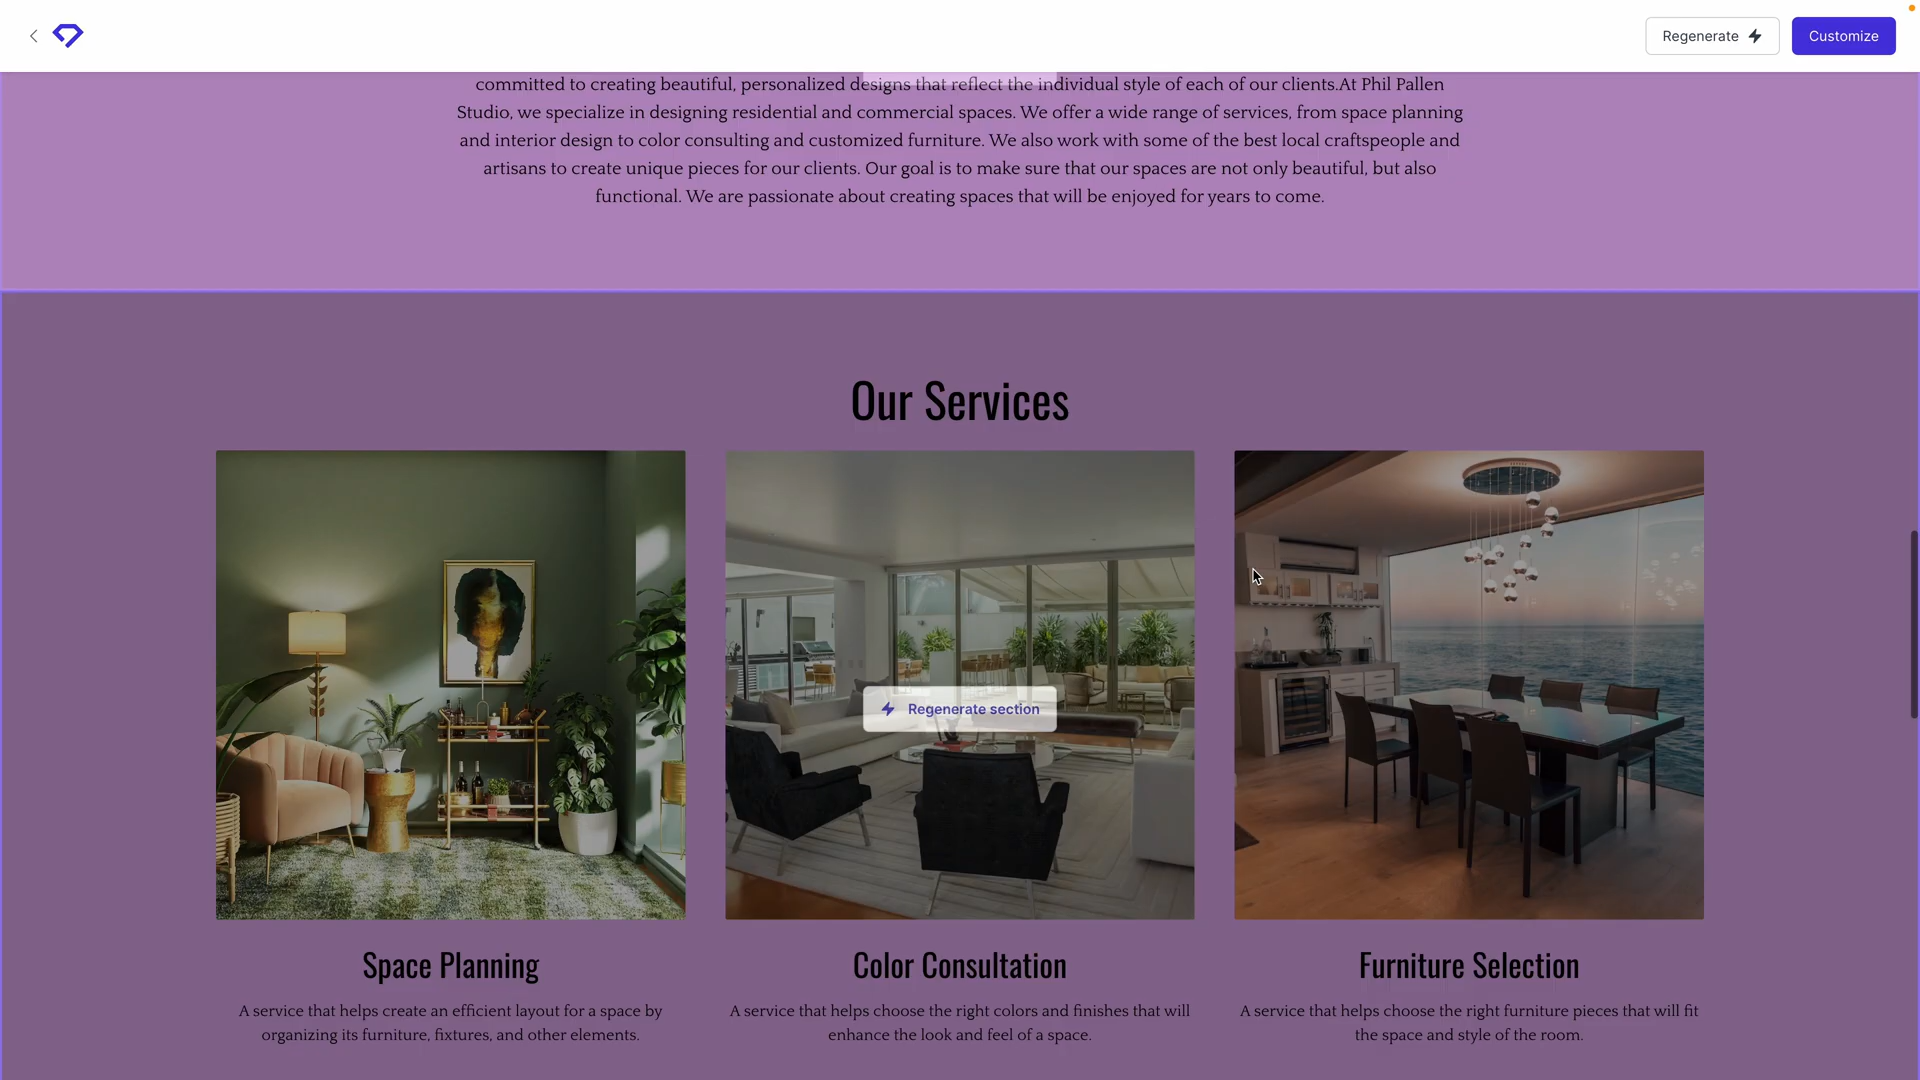 Regenerate
Customize
committed to creating beautiful, personalized designs that reflect the individual style of each of our clients.At Phil Pallen
Studio, we specialize in designing residential and commercial spaces. We offer a wide range of services, from space planning
and interior design to color consulting and customized furniture. We also work with some of the best local craftspeople and
artisans to create unique pieces for our clients. Our goal is to make sure that our spaces are not only beautiful, but also
functional. We are passionate about creating spaces that will be enjoyed for years to come.
Our Services
Regenerate section
Space Planning
Color Consultation
Furniture Selection
A service that helps create an efficient layout for a space by
organizing its furniture, fixtures, and other elements.
A service that helps choose the right colors and finishes that will
enhance the look and feel of a space.
A service that helps choose the right furniture pieces that will fit
the space and style of the room.